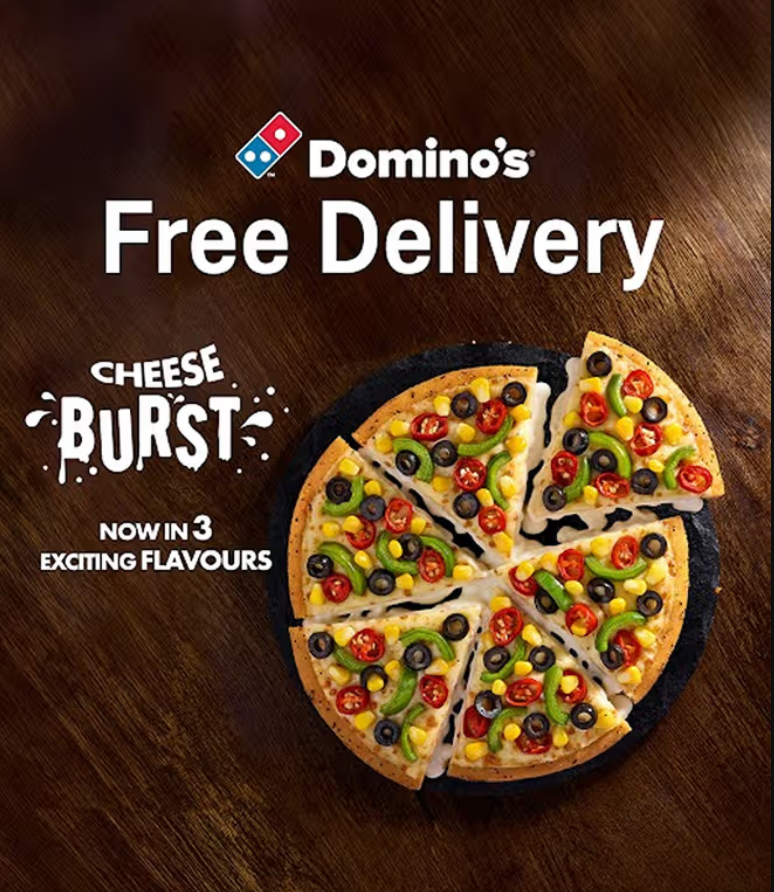 Domino's
Free Delivery
CHEESE
BURST
NOW IN 3
EXCITING FLAVOURS